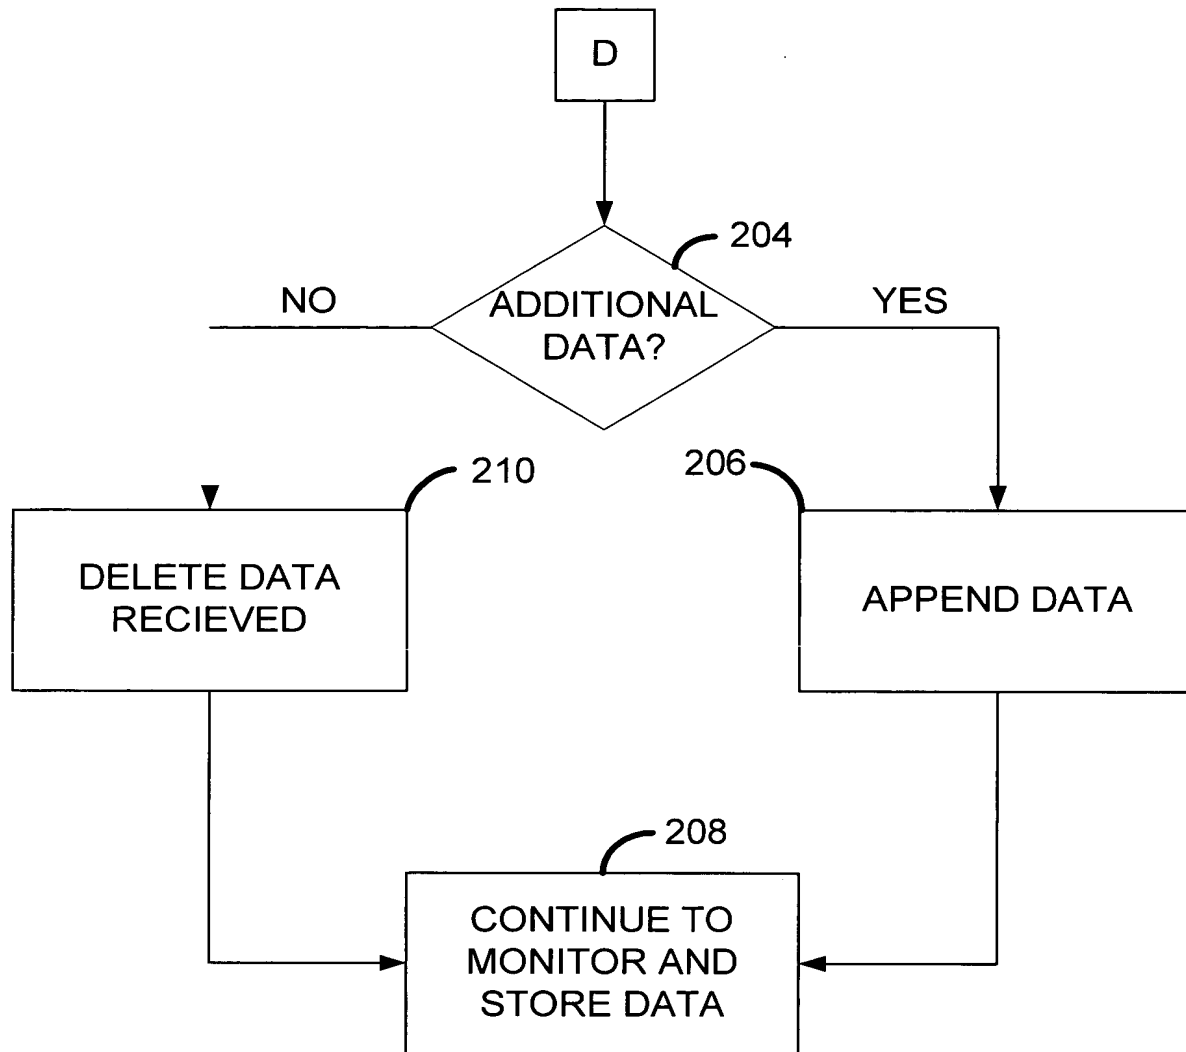 D
204
NO
ADDITIONAL
DATA?
YES
210
206
DELETE DATA
RECIEVED
APPEND DATA
208
CONTINUE TO
MONITOR AND
STORE DATA